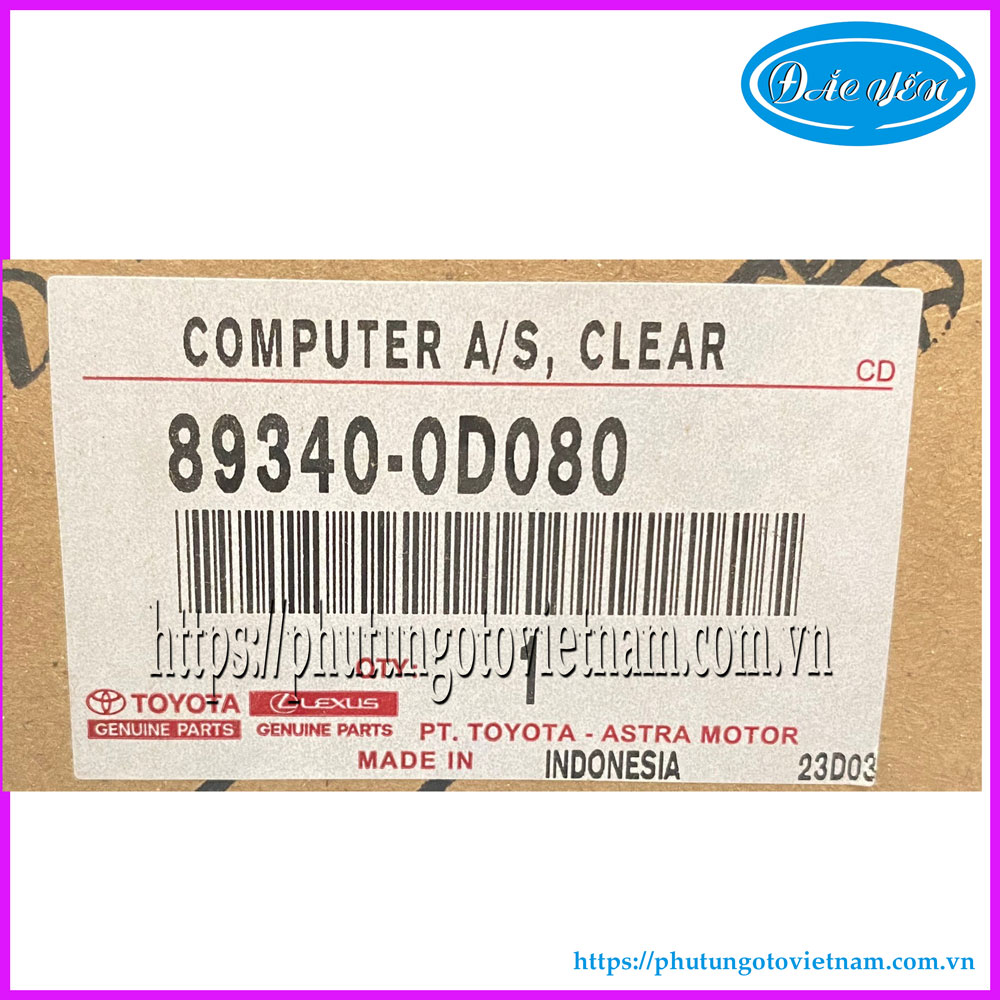 ĐẮC YẾN
COMPUTER A/S, CLEAR
CD
89340-0D080
https://phutungotovietnam.com.vn
QTY.: 1
TOYOTA LEXUS
GENUINE PARTS GENUINE PARTS PT. TOYOTA - ASTRA MOTOR
MADE IN INDONESIA 23D03
https://phutungotovietnam.com.vn